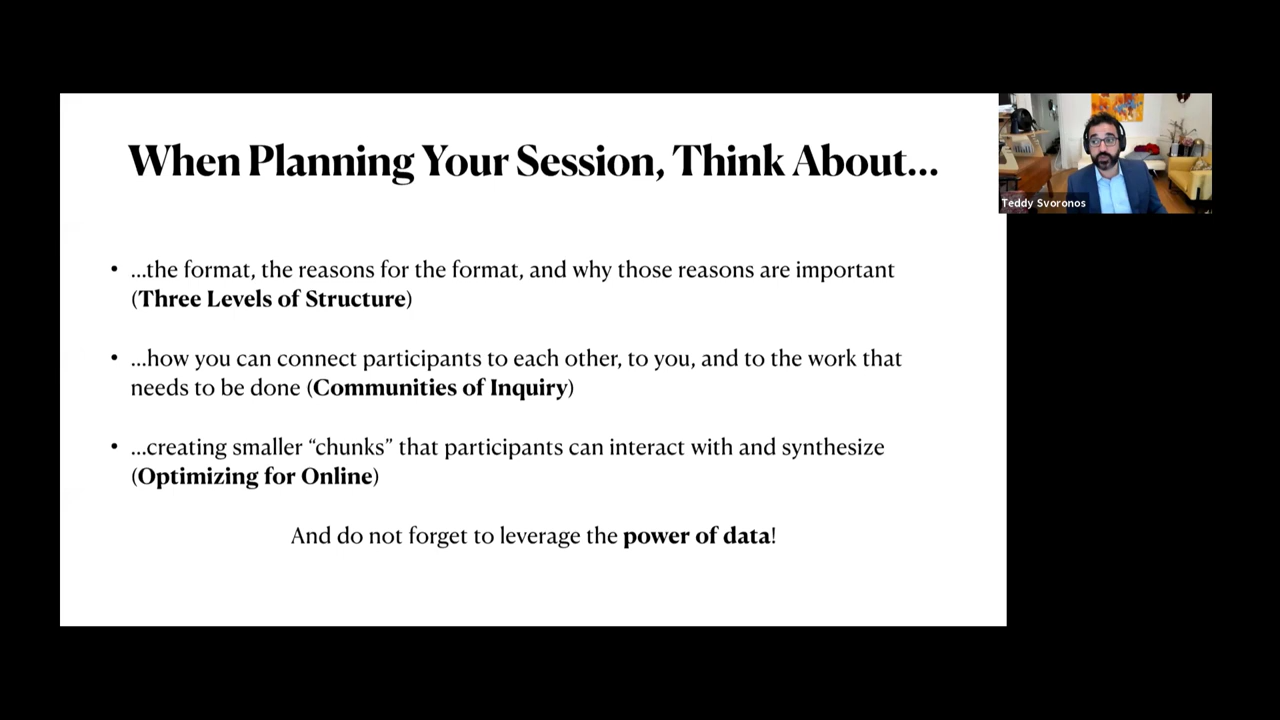 When Planning Your Session, Think About...
• ...the format, the reasons for the format, and why those reasons are important
(Three Levels of Structure)
• ...how you can connect participants to each other, to you, and to the work that
needs to be done (Communities of Inquiry)
• ...creating smaller “chunks” that participants can interact with and synthesize
(Optimizing for Online)
And do not forget to leverage the power of data!
Teddy Svoronos